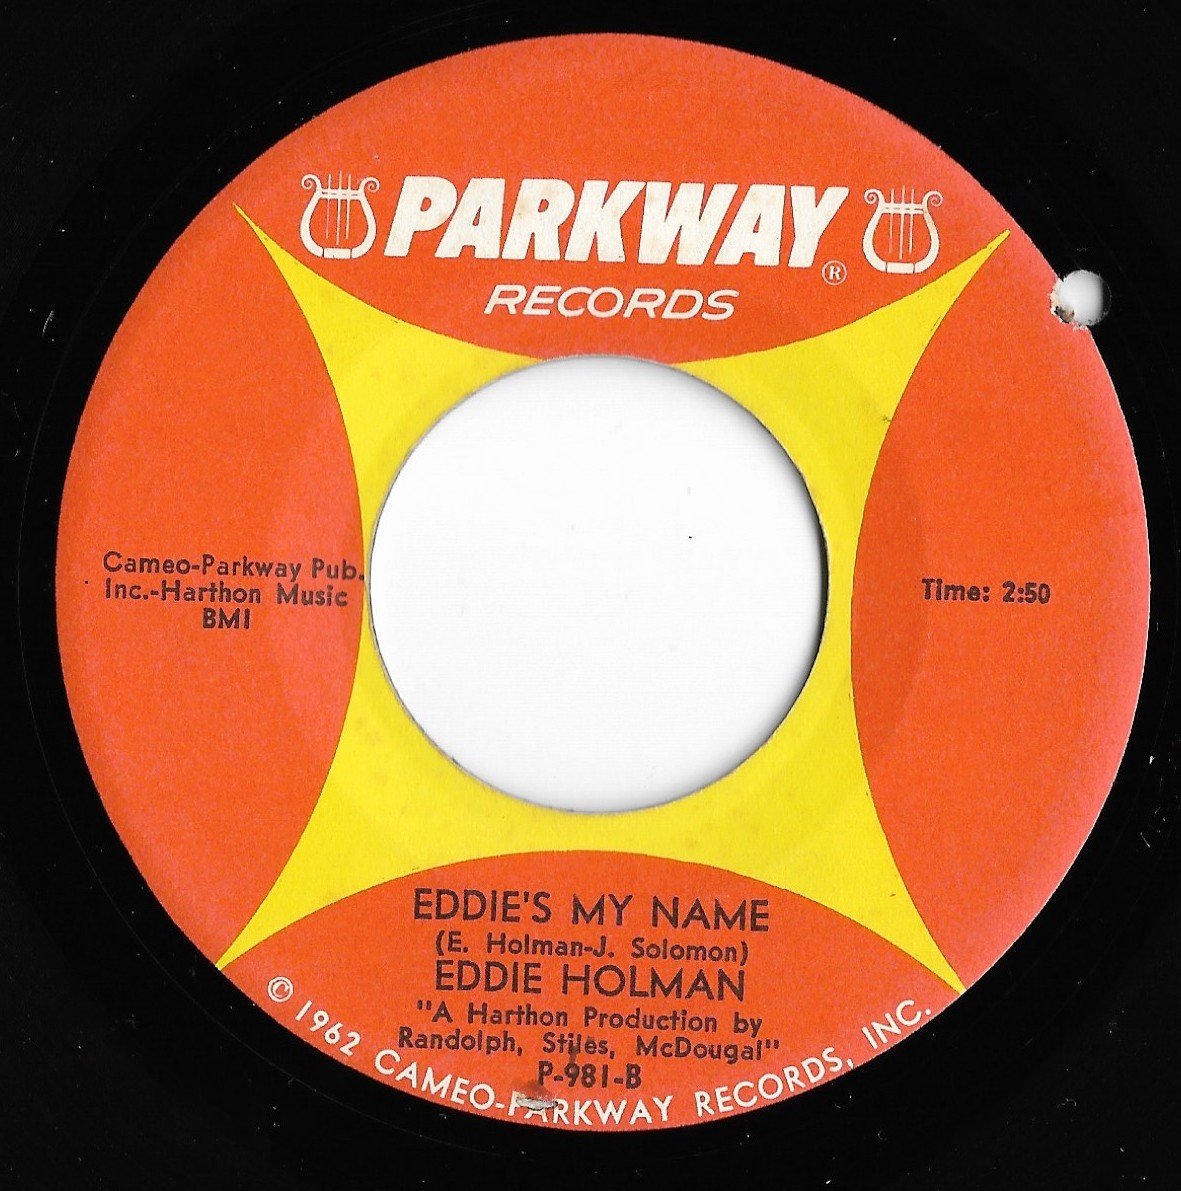 PARKWAY ®
RECORDS
Cameo-Parkway Pub.
Inc.-Harthon Music
BMI
Time: 2:50
EDDIE'S MY NAME
(E. Holman-J. Solomon)
EDDIE HOLMAN
"A Harthon Production by
Randolph, Stiles, McDougal"
P-981-B
© 1962 CAMEO-PARKWAY RECORDS, INC.